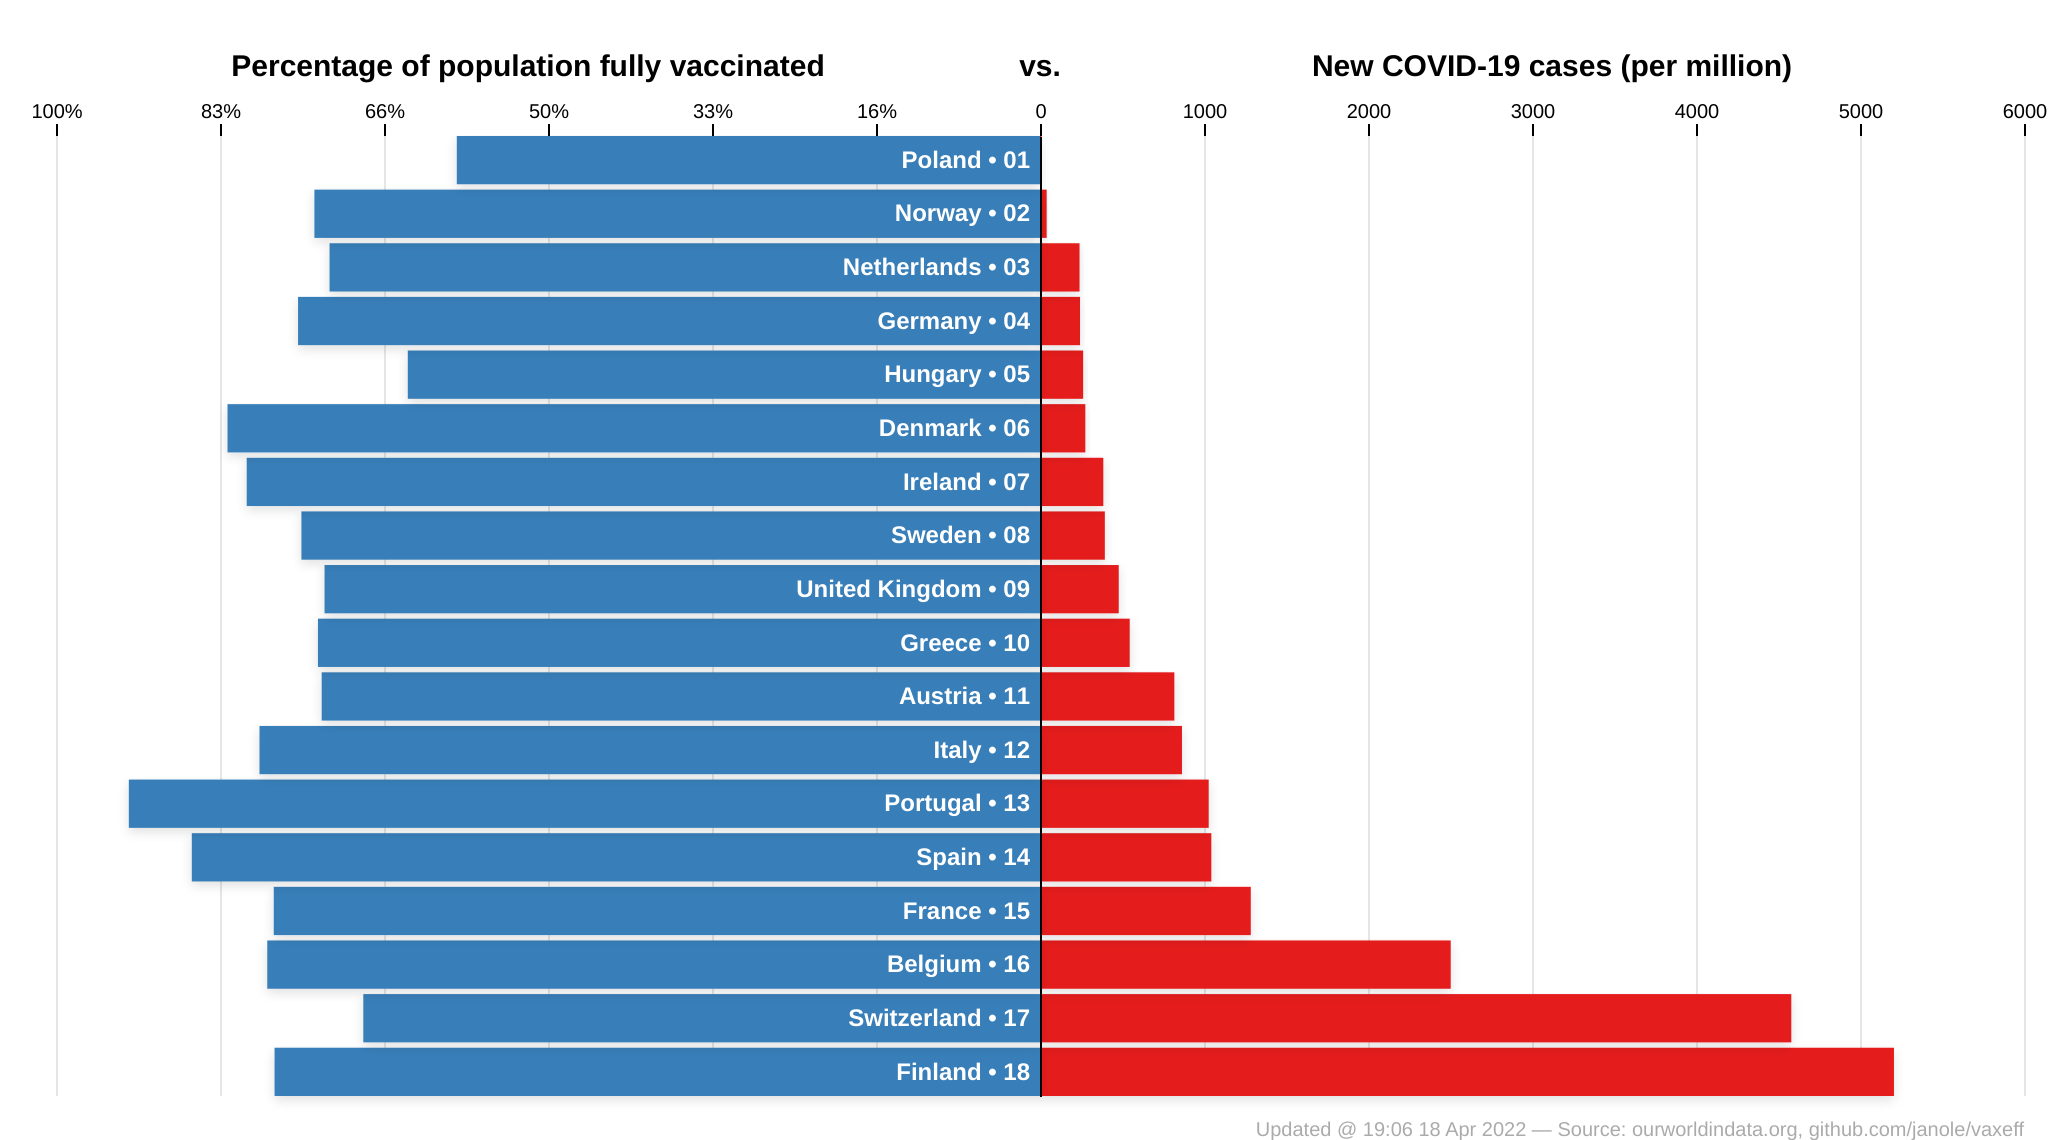 Percentage of population fully vaccinated vs. New COVID-19 cases (per million)
100% 83% 66% 50% 33% 16% 0 1000 2000 3000 4000 5000 6000
Poland • 01
Norway • 02
Netherlands • 03
Germany • 04
Hungary • 05
Denmark • 06
Ireland • 07
Sweden • 08
United Kingdom • 09
Greece • 10
Austria • 11
Italy • 12
Portugal • 13
Spain • 14
France • 15
Belgium • 16
Switzerland • 17
Finland • 18
Updated @ 19:06 18 Apr 2022 — Source: ourworldindata.org, github.com/janole/vaxeff